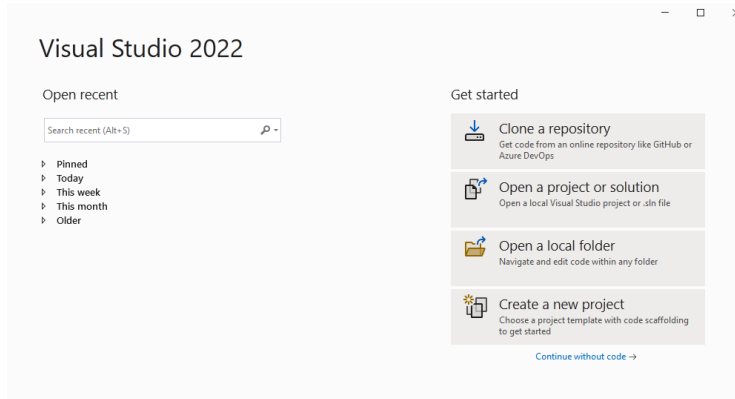 Visual Studio 2022
Open recent
Search recent (Alt+S)
Pinned
Today
This week
This month
Older
Get started
Clone a repository
Get code from an online repository like GitHub or
Azure DevOps
Open a project or solution
Open a local Visual Studio project or .sln file
Open a local folder
Navigate and edit code within any folder
Create a new project
Choose a project template with code scaffolding
to get started
Continue without code →